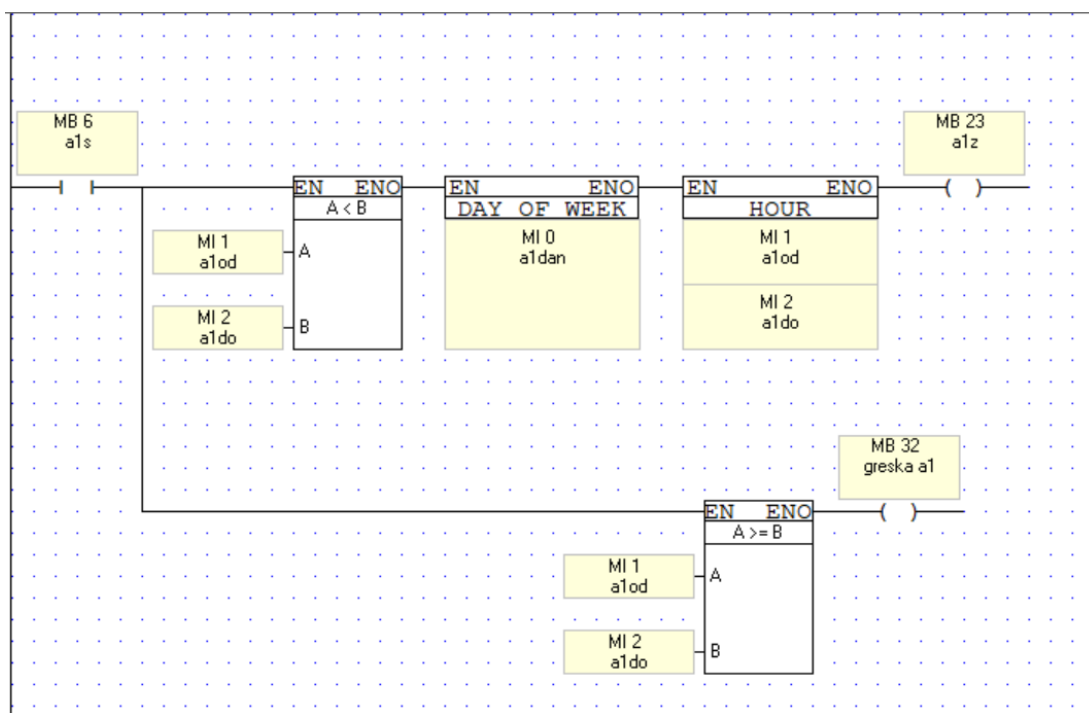 MB 6
a1s
MB 23
a1z
EN ENO
A < B
MI 1
a1od
A
MI 2
a1do
B
EN ENO
DAY OF WEEK
MI 0
a1dan
EN ENO
HOUR
MI 1
a1od
MI 2
a1do
MB 32
greska a1
EN ENO
A >= B
MI 1
a1od
A
MI 2
a1do
B